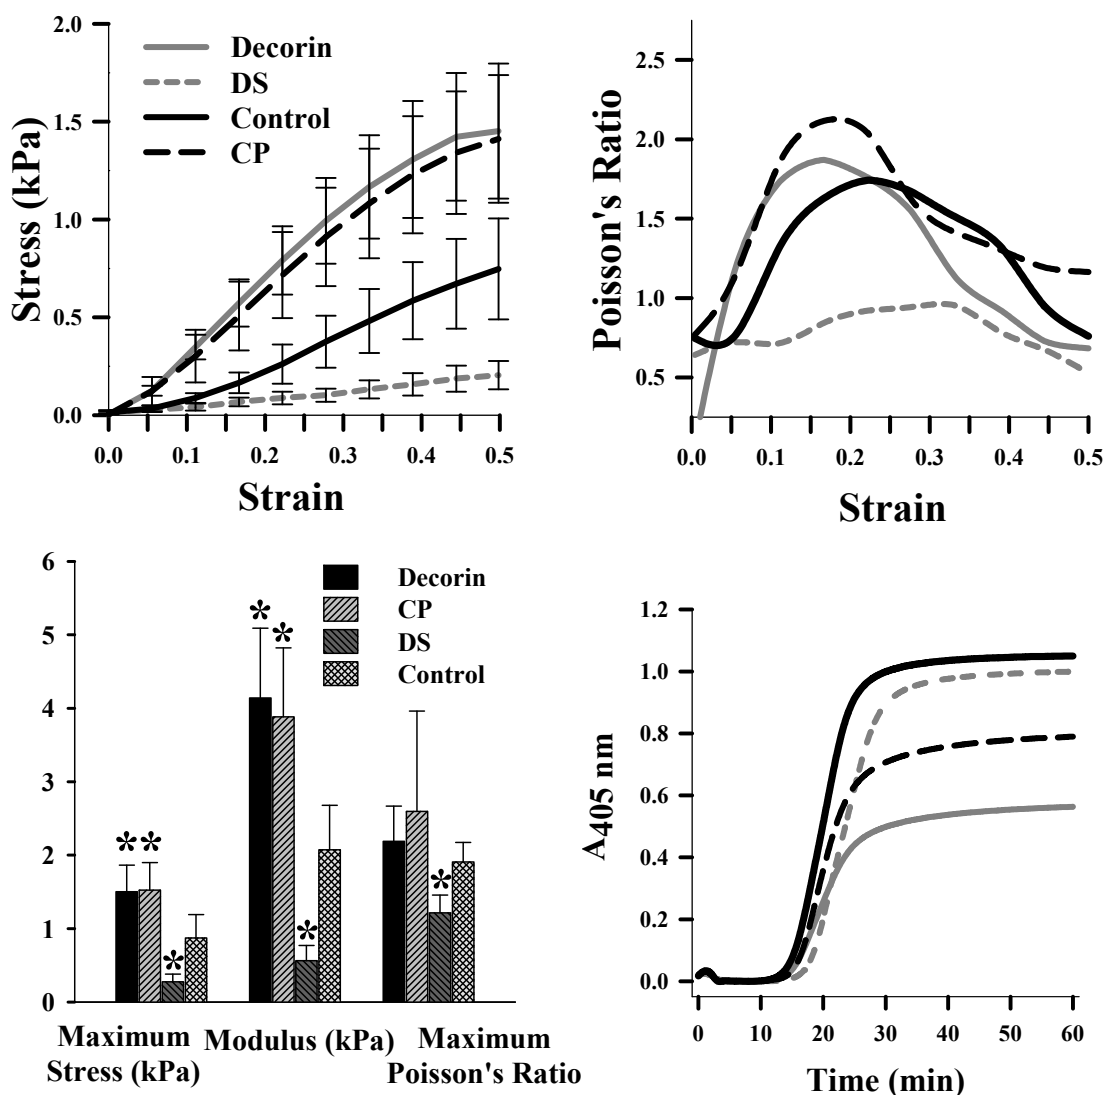 2.0
1.5
1.0
0.5
0.0
Stress (kPa)
Decorin
DS
Control
CP
0.0 0.1 0.2 0.3 0.4 0.5
Strain
2.5
2.0
1.5
1.0
0.5
Poisson's Ratio
0.0 0.1 0.2 0.3 0.4 0.5
Strain
6
5
4
3
2
1
0
Decorin
CP
DS
Control
* *
*
* *
*
*
Maximum
Stress (kPa)
Modulus (kPa)
Maximum
Poisson's Ratio
1.2
1.0
0.8
0.6
0.4
0.2
0.0
A405 nm
0 10 20 30 40 50 60
Time (min)